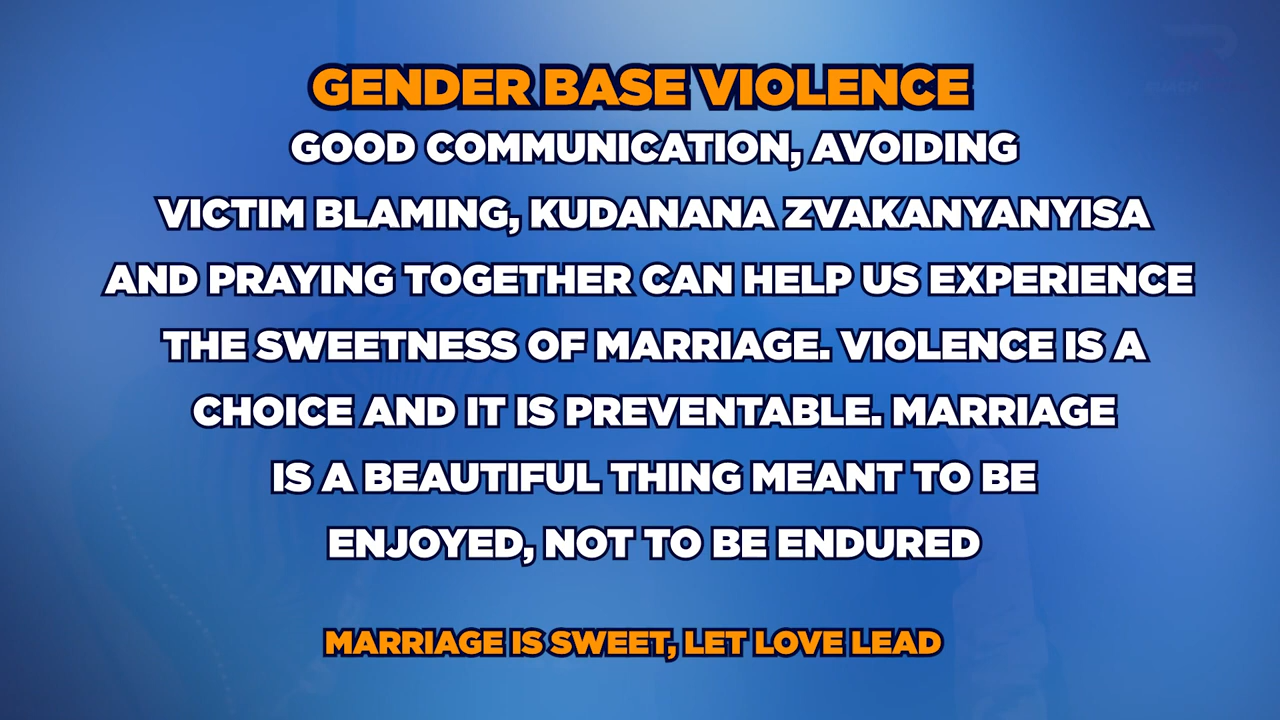 GENDER BASE VIOLENCE
GOOD COMMUNICATION, AVOIDING
VICTIM BLAMING, KUDANANA ZVAKANYANYISA
AND PRAYING TOGETHER CAN HELP US EXPERIENCE
THE SWEETNESS OF MARRIAGE. VIOLENCE IS A
CHOICE AND IT IS PREVENTABLE. MARRIAGE
IS A BEAUTIFUL THING MEANT TO BE
ENJOYED, NOT TO BE ENDURED
MARRIAGE IS SWEET, LET LOVE LEAD